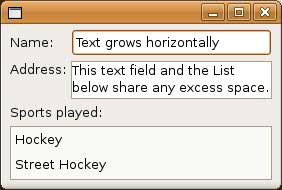 Name: Text grows horizontally
Address: This text field and the List
below share any excess space.
Sports played:
Hockey
Street Hockey